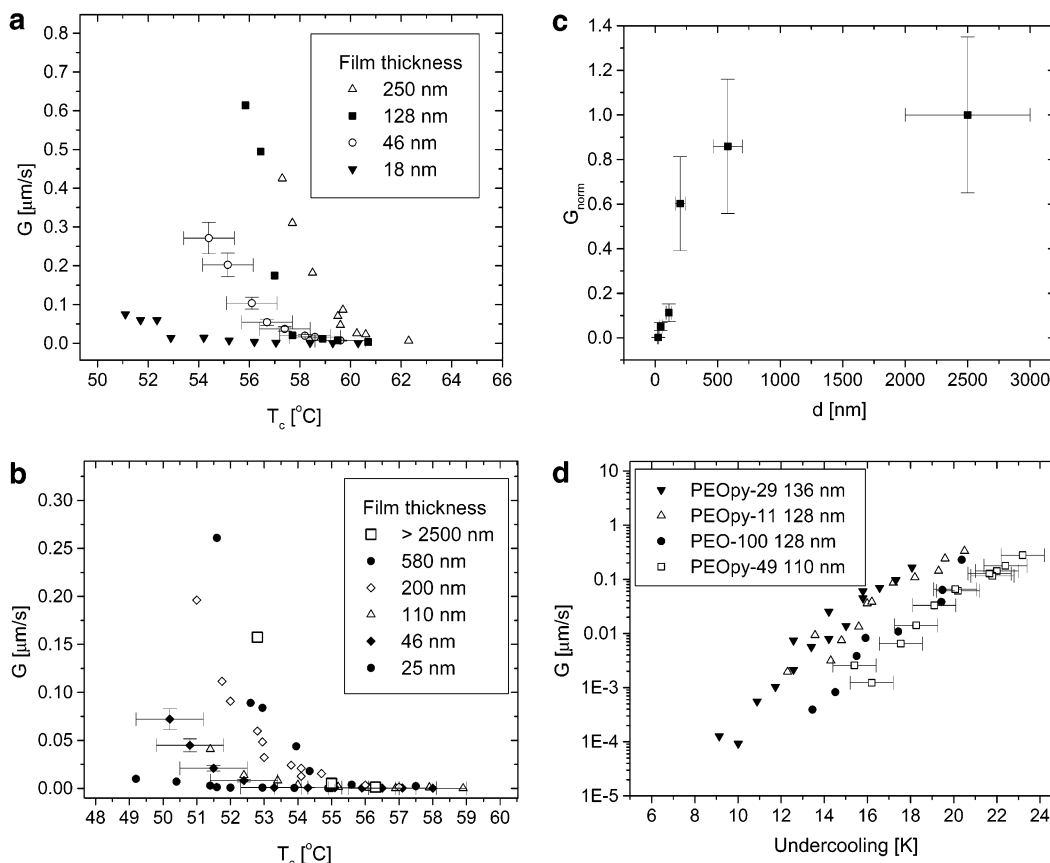 a
0.8
0.7
0.6
0.5
0.4
0.3
0.2
0.1
0.0
G [μm/s]
50 52 54 56 58 60 62 64 66
T_c [°C]
Film thickness
250 nm
128 nm
46 nm
18 nm
c
1.4
1.2
1.0
0.8
0.6
0.4
0.2
0.0
G_norm
0 500 1000 1500 2000 2500 3000
d [nm]
b
0.30
0.25
0.20
0.15
0.10
0.05
0.00
G [μm/s]
48 49 50 51 52 53 54 55 56 57 58 59 60
T_c [°C]
Film thickness
> 2500 nm
580 nm
200 nm
110 nm
46 nm
25 nm
d
10
1
0.1
0.01
1E-3
1E-4
1E-5
G [μm/s]
6 8 10 12 14 16 18 20 22 24
Undercooling [K]
PEOpy-29 136 nm
PEOpy-11 128 nm
PEO-100 128 nm
PEOpy-49 110 nm